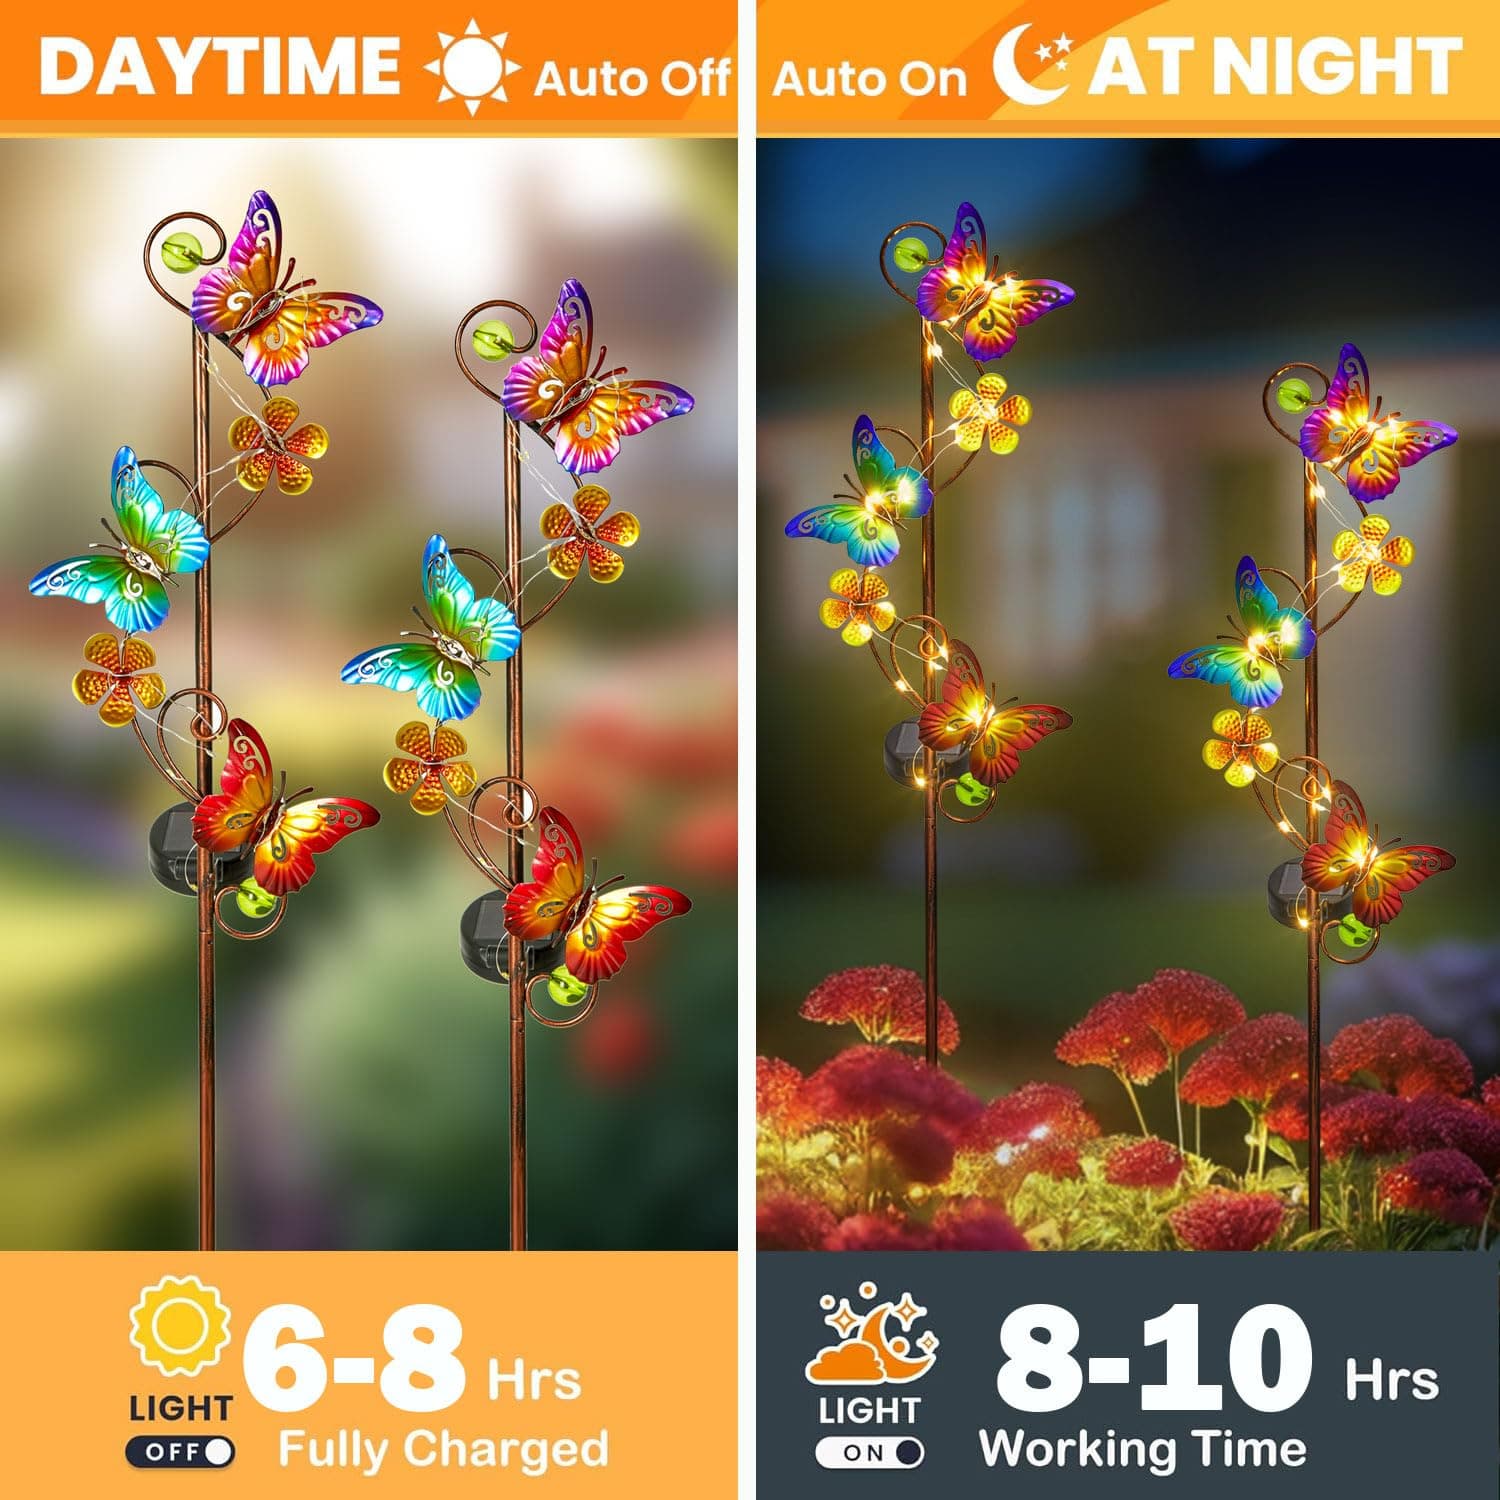 DAYTIME Auto Off
Auto On AT NIGHT
6-8 Hrs
LIGHT
OFF
Fully Charged
8-10 Hrs
LIGHT
ON
Working Time